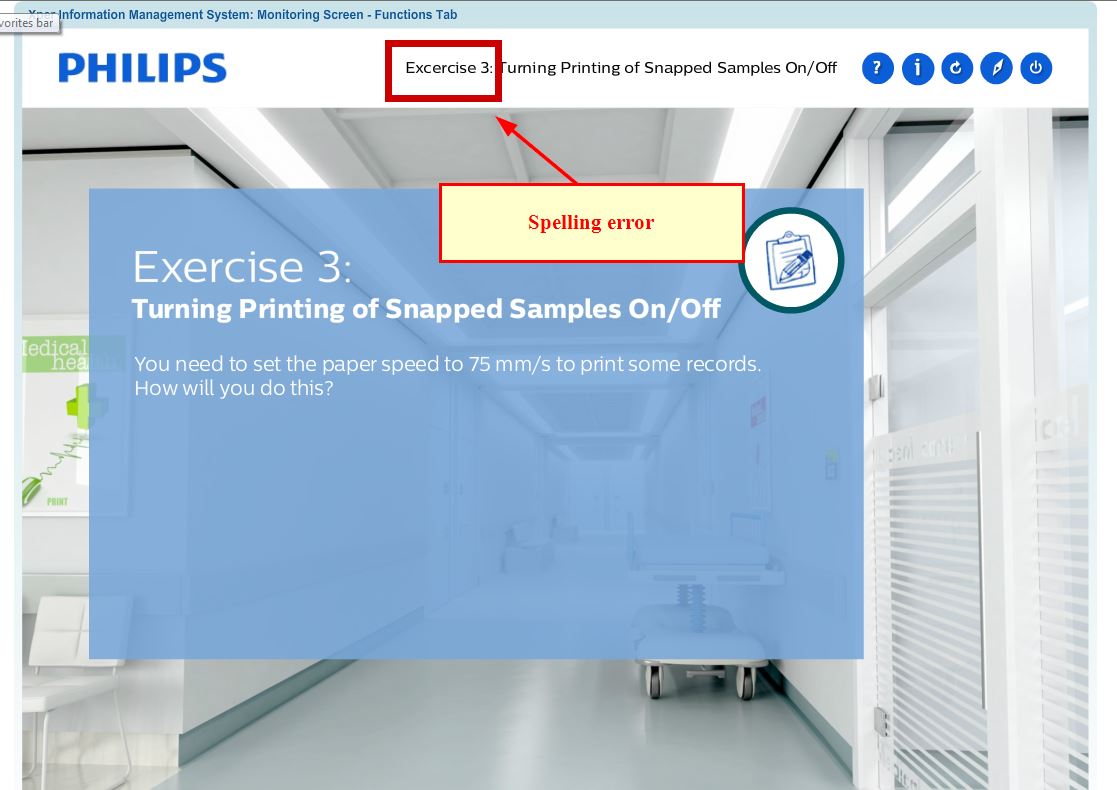 Xper Information Management System: Monitoring Screen - Functions Tab
vorites bar
PHILIPS
Excercise 3: Turning Printing of Snapped Samples On/Off
? i
Spelling error
Exercise 3:
Turning Printing of Snapped Samples On/Off
You need to set the paper speed to 75 mm/s to print some records.
How will you do this?
edical
heal
PRINT